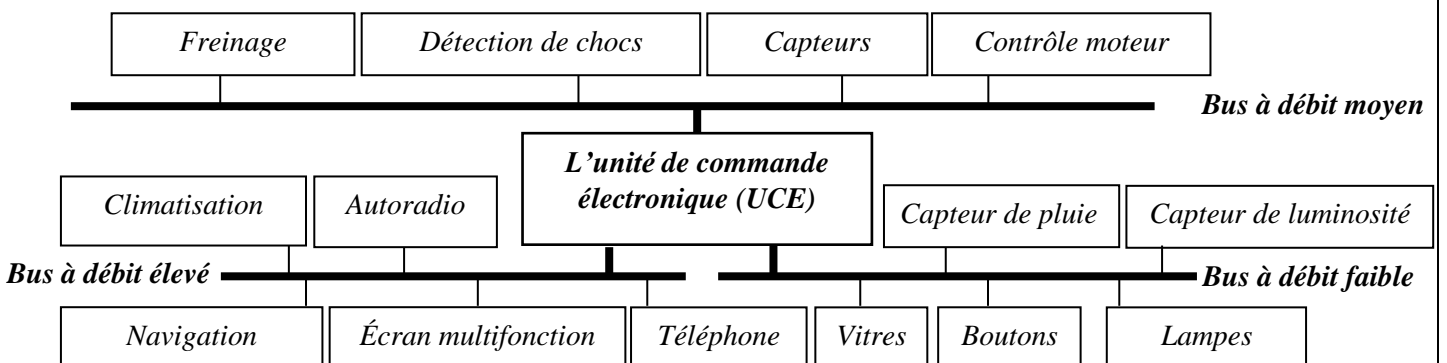 Freinage
Détection de chocs
Capteurs
Contrôle moteur
Bus à débit moyen
L’unité de commande
électronique (UCE)
Climatisation
Autoradio
Capteur de pluie
Capteur de luminosité
Bus à débit élevé
Bus à débit faible
Navigation
Écran multifonction
Téléphone
Vitres
Boutons
Lampes